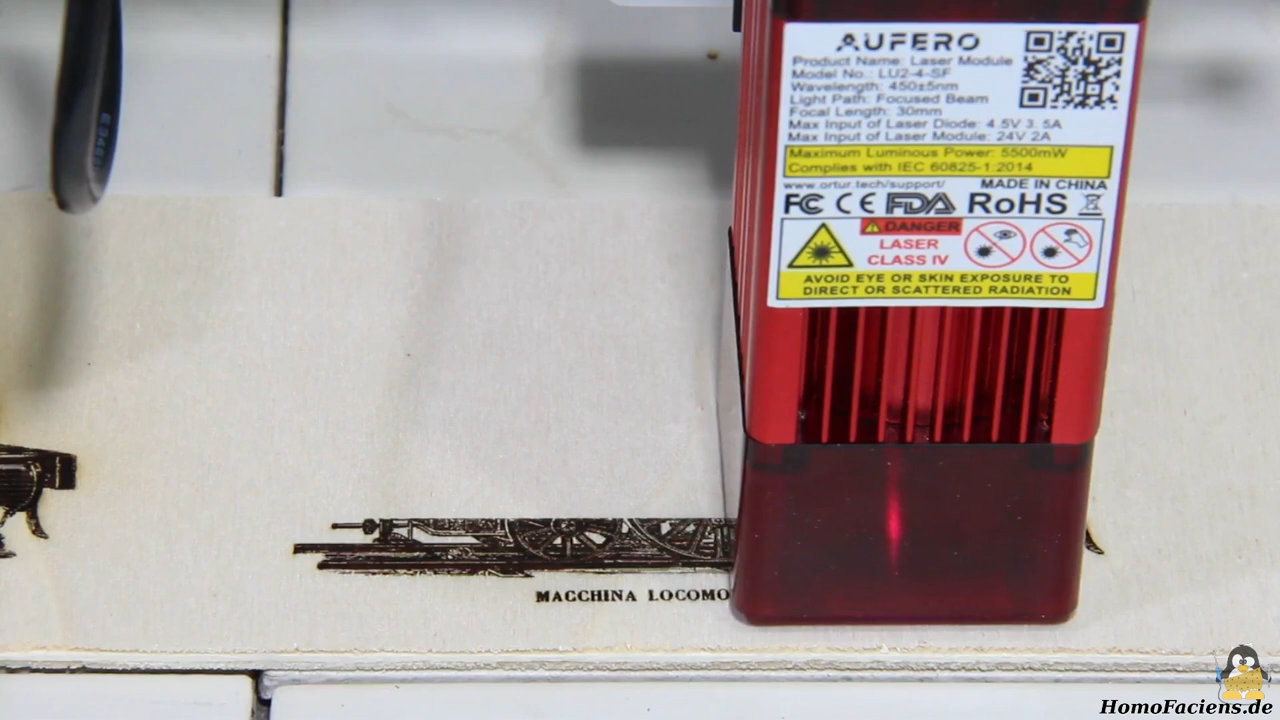 AUFERO
Product Name: Laser Module
Model No.: LU2-4-SF
Wavelength: 450±5nm
Light Path: Focused Beam
Focal Length: 30mm
Max Input of Laser Diode: 4.5V 3.5A
Max Input of Laser Module: 24V 2A
Maximum Luminous Power: 5500mW
Complies with IEC 60825-1:2014
www.ortur.tech/support/ MADE IN CHINA
FC CE FDA RoHS
DANGER
LASER
CLASS IV
AVOID EYE OR SKIN EXPOSURE TO
DIRECT OR SCATTERED RADIATION
MACCHINA LOCOMO
HomoFaciens.de